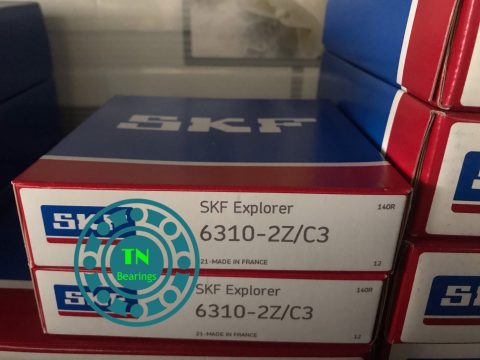 SKF
SKF
SKF Explorer
140R
6310-2Z/C3
21-MADE IN FRANCE
12
TN
Bearings
SKF
SKF Explorer
140R
6310-2Z/C3
21-MADE IN FRANCE
12
SKF